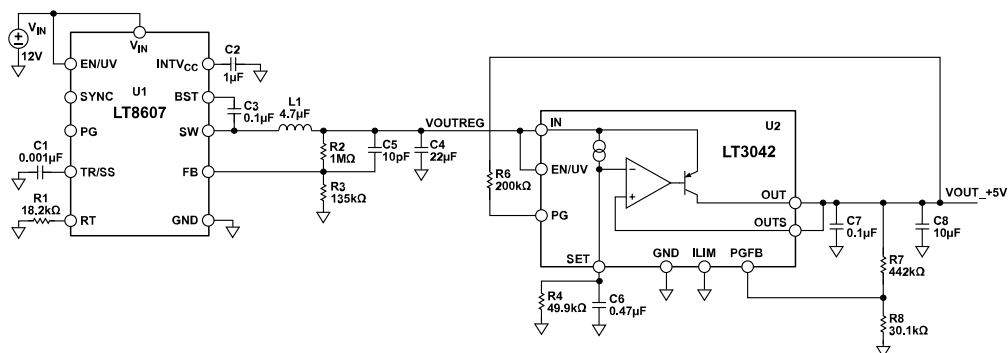 VIN
12V
VIN
EN/UV
INTVCC
C2
1µF
U1
LT8607
SYNC
BST
C3
0.1µF
L1
4.7µF
PG
SW
VOUTREG
C1
0.001µF
R2
1MΩ
C5
10pF
C4
22µF
TR/SS
FB
R1
18.2kΩ
R3
135kΩ
RT
GND
U2
LT3042
IN
EN/UV
R6
200kΩ
PG
–
+
OUT
VOUT_+5V
OUTS
C7
0.1µF
C8
10µF
SET
GND
ILIM
PGFB
R7
442kΩ
R4
49.9kΩ
C6
0.47µF
R8
30.1kΩ